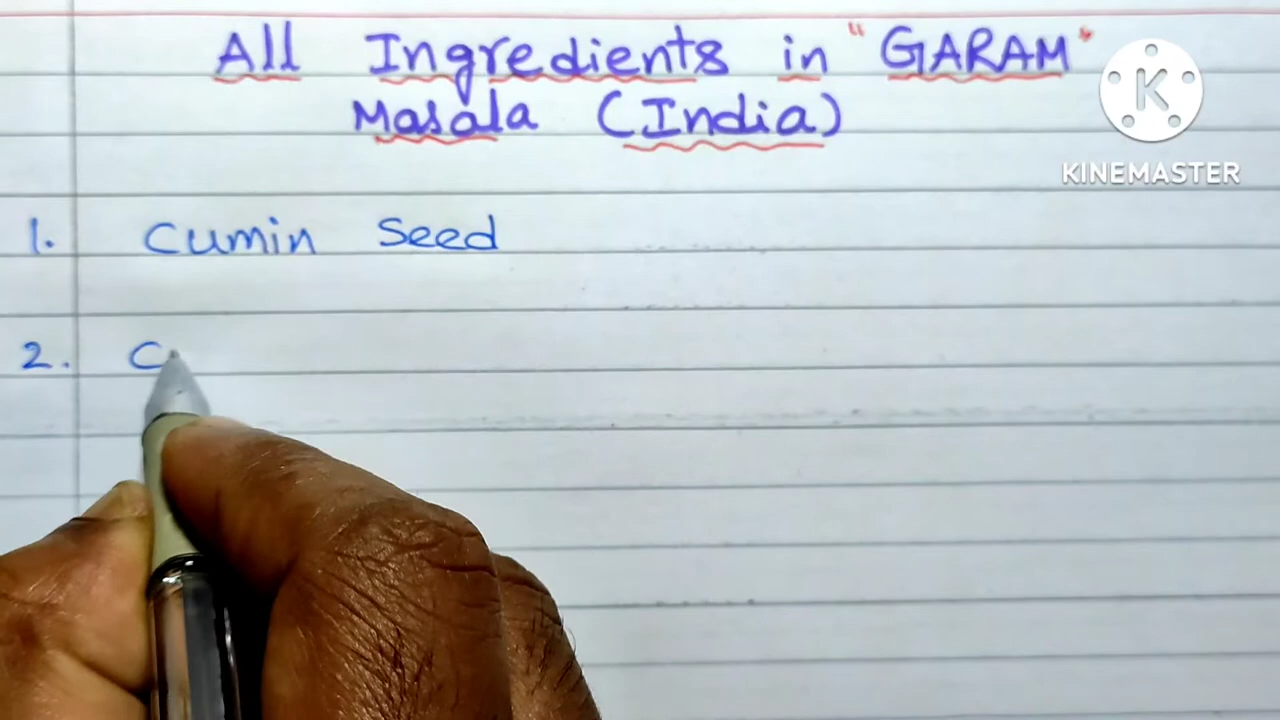 All Ingredients in "GARAM"
Masala (India)
K
KINEMASTER
1. Cumin Seed
2. C